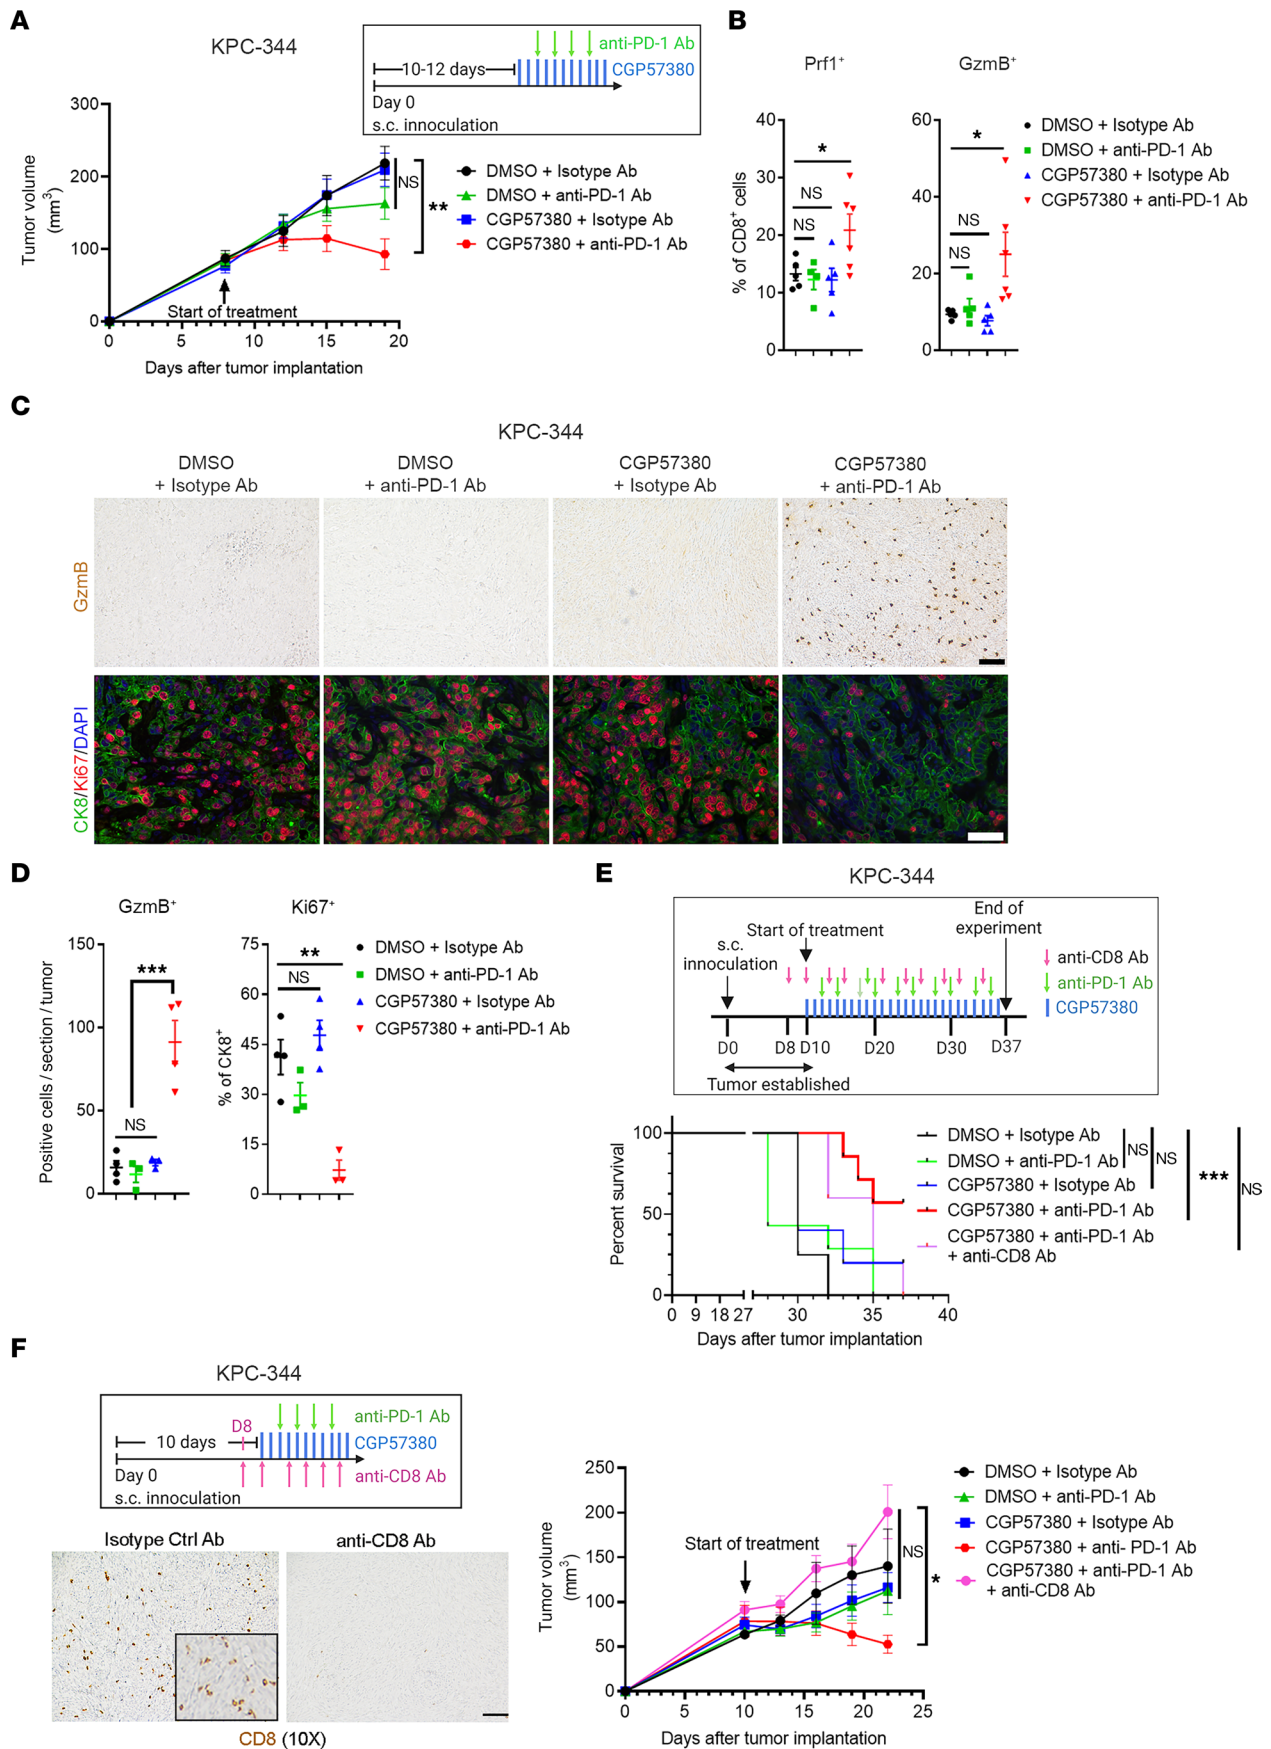 A
KPC-344
anti-PD-1 Ab
10-12 days
CGP57380
Day 0
s.c. innoculation
300
200
100
0
Tumor volume
(mm3)
NS
**
Start of treatment
0 5 10 15 20
Days after tumor implantation
DMSO + Isotype Ab
DMSO + anti-PD-1 Ab
CGP57380 + Isotype Ab
CGP57380 + anti-PD-1 Ab
B
Prf1+
GzmB+
% of CD8+ cells
40
30
20
10
0
*
NS
NS
60
40
20
0
*
NS
NS
DMSO + Isotype Ab
DMSO + anti-PD-1 Ab
CGP57380 + Isotype Ab
CGP57380 + anti-PD-1 Ab
C
KPC-344
DMSO
+ Isotype Ab
DMSO
+ anti-PD-1 Ab
CGP57380
+ Isotype Ab
CGP57380
+ anti-PD-1 Ab
GzmB
CK8/Ki67/DAPI
D
GzmB+
Positive cells / section / tumor
150
100
50
0
***
NS
Ki67+
% of CK8+
75
60
45
30
15
0
**
NS
DMSO + Isotype Ab
DMSO + anti-PD-1 Ab
CGP57380 + Isotype Ab
CGP57380 + anti-PD-1 Ab
E
KPC-344
End of
experiment
Start of treatment
s.c.
innoculation
anti-CD8 Ab
anti-PD-1 Ab
CGP57380
D0 D8 D10 D20 D30 D37
Tumor established
Percent survival
100
50
0
0 9 18 27 30 35 40
Days after tumor implantation
DMSO + Isotype Ab
DMSO + anti-PD-1 Ab
CGP57380 + Isotype Ab
CGP57380 + anti-PD-1 Ab
CGP57380 + anti-PD-1 Ab
+ anti-CD8 Ab
NS
NS
***
NS
F
KPC-344
anti-PD-1 Ab
D8
10 days
CGP57380
Day 0
anti-CD8 Ab
s.c. innoculation
Isotype Ctrl Ab
anti-CD8 Ab
CD8 (10X)
Tumor volume
(mm3)
250
200
150
100
50
0
Start of treatment
NS
*
0 5 10 15 20 25
Days after tumor implantation
DMSO + Isotype Ab
DMSO + anti-PD-1 Ab
CGP57380 + Isotype Ab
CGP57380 + anti- PD-1 Ab
CGP57380 + anti-PD-1 Ab
+ anti-CD8 Ab